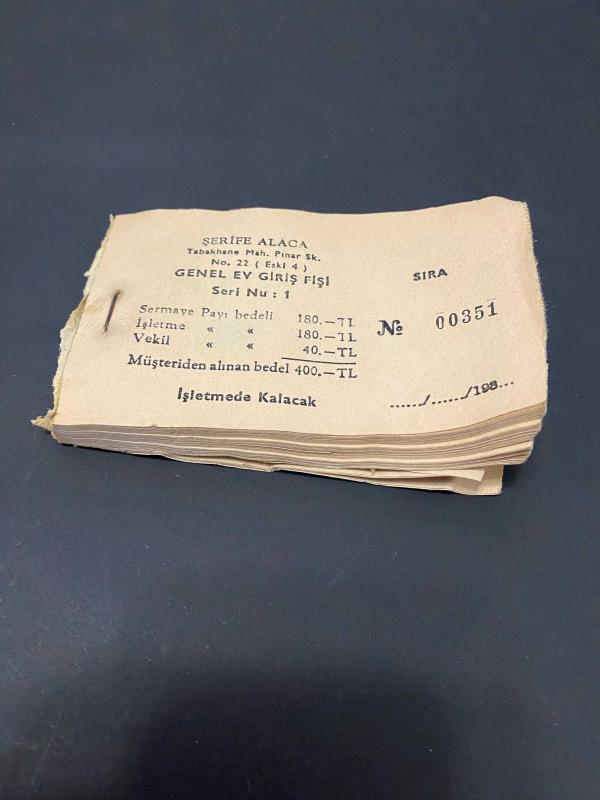 ŞERİFE ALACA
Tabakhane Mah. Pınar Sk.
No. 22 ( Eski 4 )
GENEL EV GİRİŞ FİŞİ
Seri Nu : 1
SIRA
Nº 00351
Sermaye Payı bedeli 180.—TL
İşletme « « 180.—TL
Vekil « « 40.—TL
Müşteriden alınan bedel 400.—TL
İşletmede Kalacak
....../....../198...